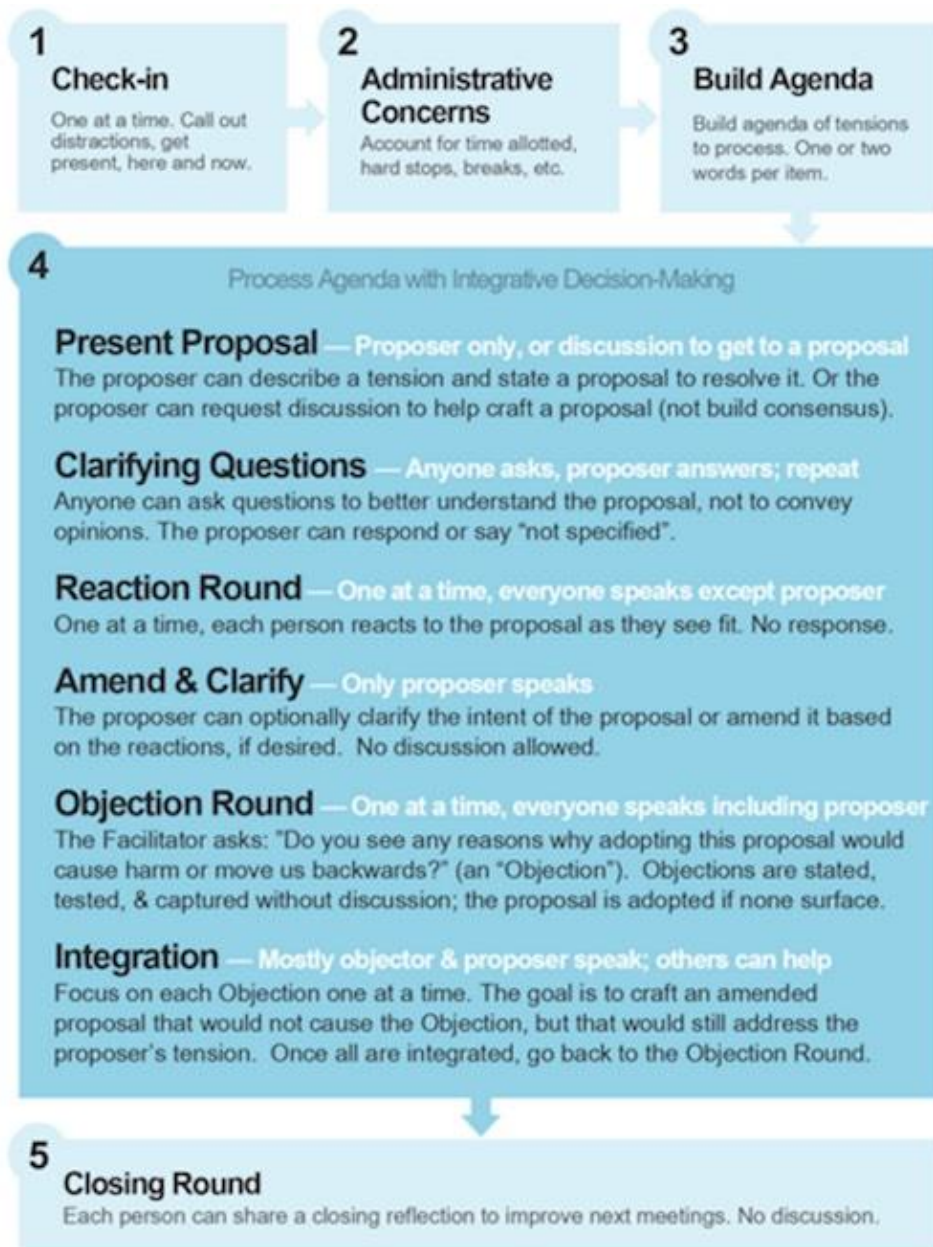 1
Check-in
One at a time. Call out
distractions, get
present, here and now.
2
Administrative
Concerns
Account for time allotted,
hard stops, breaks, etc.
3
Build Agenda
Build agenda of tensions
to process. One or two
words per item.
4
Process Agenda with Integrative Decision-Making
Present Proposal — Proposer only, or discussion to get to a proposal
The proposer can describe a tension and state a proposal to resolve it. Or the
proposer can request discussion to help craft a proposal (not build consensus).
Clarifying Questions — Anyone asks, proposer answers; repeat
Anyone can ask questions to better understand the proposal, not to convey
opinions. The proposer can respond or say "not specified".
Reaction Round — One at a time, everyone speaks except proposer
One at a time, each person reacts to the proposal as they see fit. No response.
Amend & Clarify — Only proposer speaks
The proposer can optionally clarify the intent of the proposal or amend it based
on the reactions, if desired. No discussion allowed.
Objection Round — One at a time, everyone speaks including proposer
The Facilitator asks: "Do you see any reasons why adopting this proposal would
cause harm or move us backwards?" (an "Objection"). Objections are stated,
tested, & captured without discussion; the proposal is adopted if none surface.
Integration — Mostly objector & proposer speak; others can help
Focus on each Objection one at a time. The goal is to craft an amended
proposal that would not cause the Objection, but that would still address the
proposer's tension. Once all are integrated, go back to the Objection Round.
5
Closing Round
Each person can share a closing reflection to improve next meetings. No discussion.